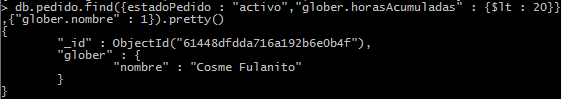 > db.pedido.find({estadoPedido : "activo","glober.horasAcumuladas" : {$lt : 20}}
,{"glober.nombre" : 1}).pretty()
{
"_id" : ObjectId("61448dfdda716a192b6e0b4f"),
"glober" : {
"nombre" : "Cosme Fulanito"
}
}